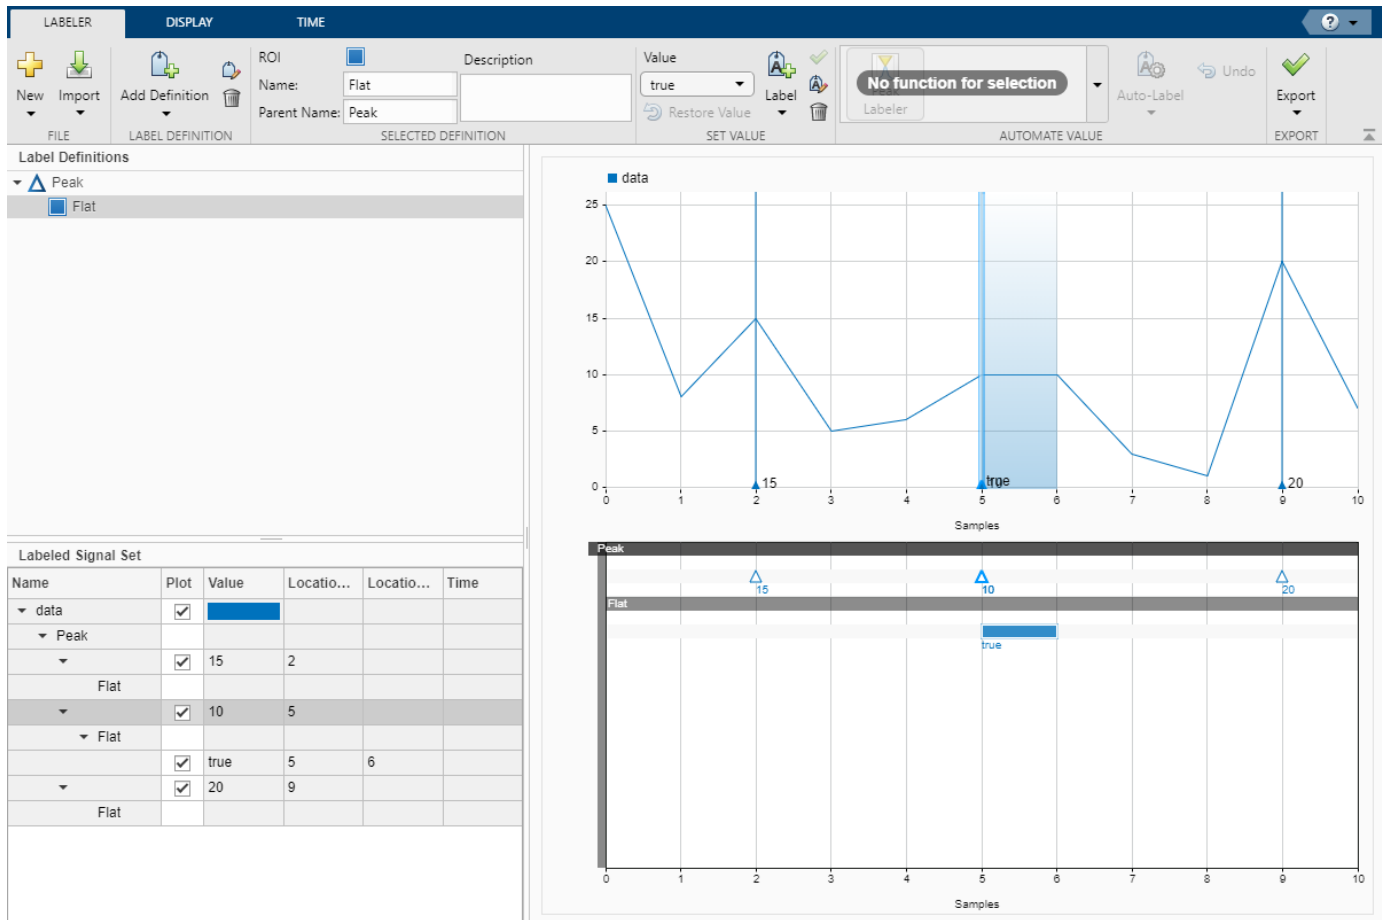 LABELER DISPLAY TIME ?
ROI Description Value
No function for selection
Undo
Name: Flat true
New Import Add Definition Label Auto-Label Export
Parent Name: Peak Restore Value Labeler
FILE LABEL DEFINITION SELECTED DEFINITION SET VALUE AUTOMATE VALUE EXPORT
Label Definitions
Peak
Flat
data
25
20
15
10
5
0
15 true 20
0 1 2 3 4 5 6 7 8 9 10
Samples
Labeled Signal Set
Name Plot Value Locatio... Locatio... Time
data
Peak
15 2
Flat
10 5
Flat
true 5 6
20 9
Flat
Peak
15 10 20
Flat
true
0 1 2 3 4 5 6 7 8 9 10
Samples